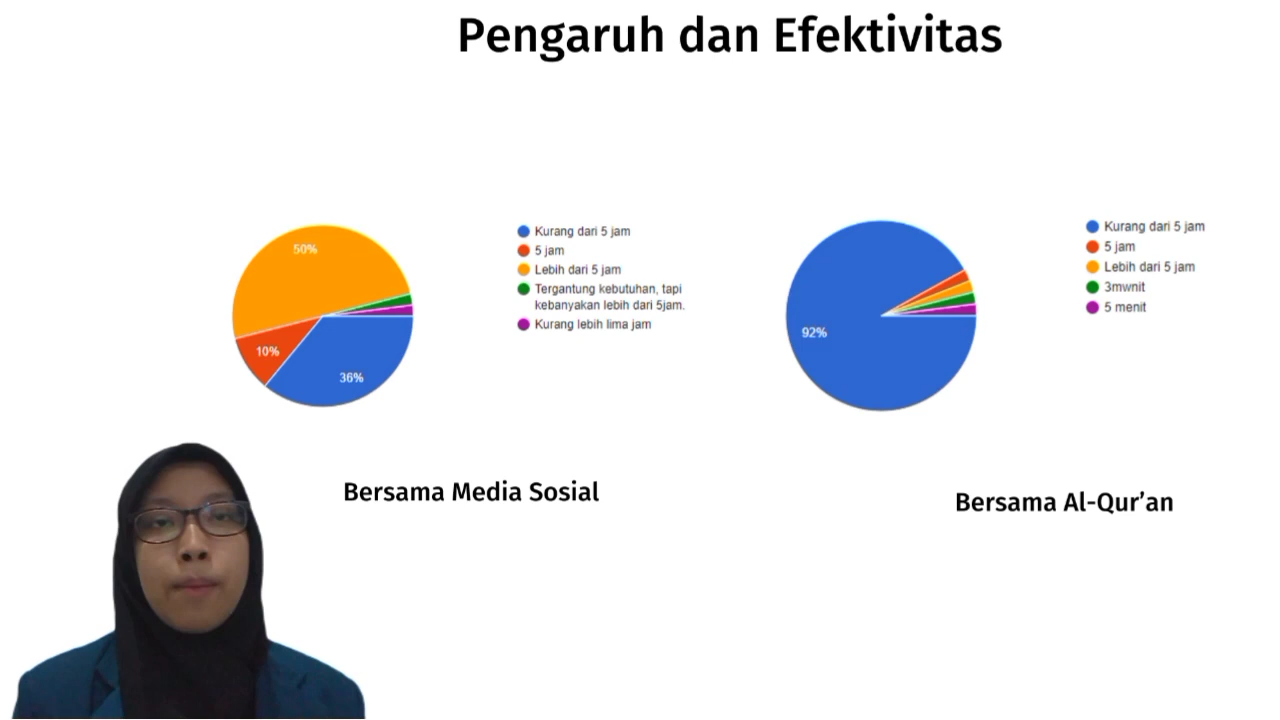 Pengaruh dan Efektivitas
50%
10%
36%
Kurang dari 5 jam
5 jam
Lebih dari 5 jam
Tergantung kebutuhan, tapi
kebanyakan lebih dari 5jam.
Kurang lebih lima jam
92%
Kurang dari 5 jam
5 jam
Lebih dari 5 jam
3mwnit
5 menit
Bersama Media Sosial
Bersama Al-Qur’an